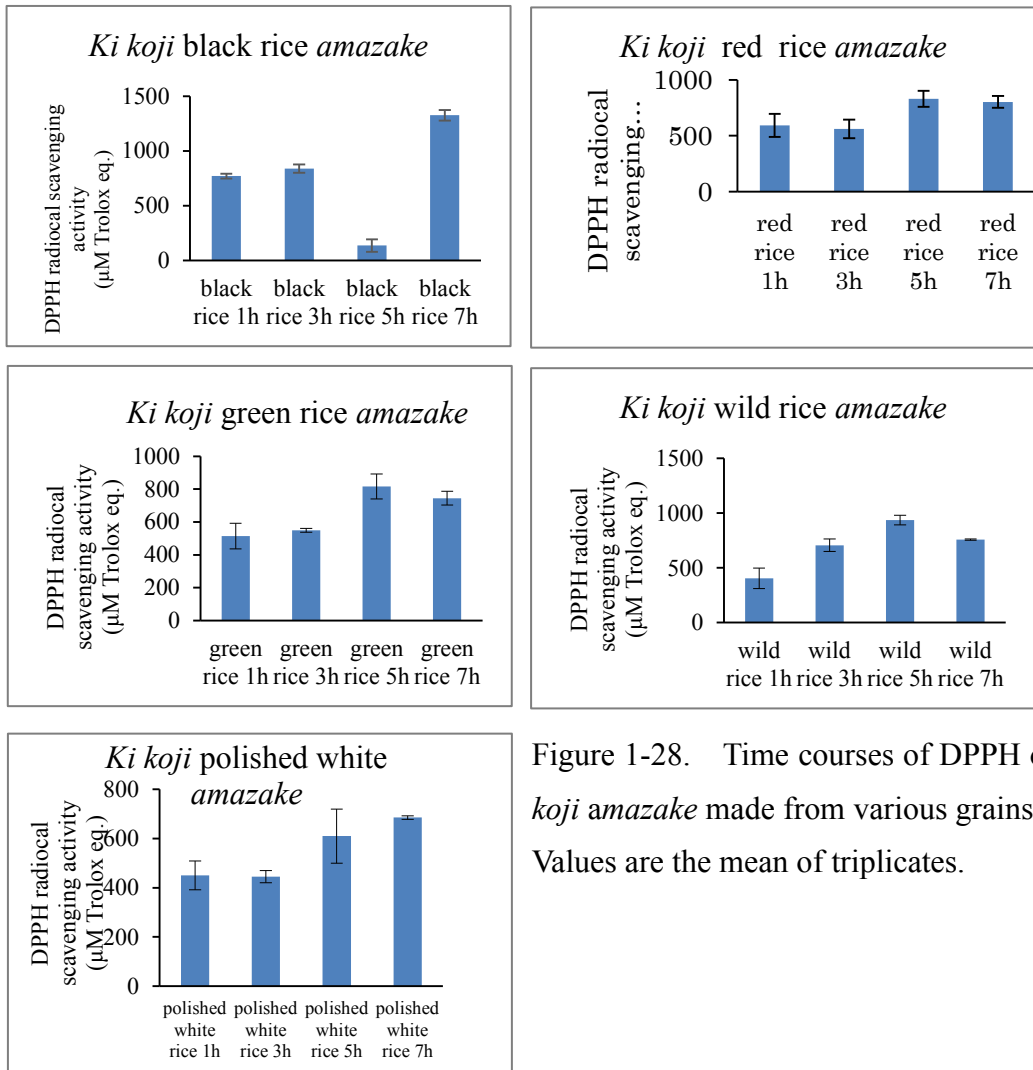 Ki koji black rice amazake
DPPH radiocal scavenging
activity
(µM Trolox eq.)
1500
1000
500
0
black black black black
rice 1h rice 3h rice 5h rice 7h
Ki koji red rice amazake
DPPH radiocal
scavenging…
1000
500
0
red red red red
rice rice rice rice
1h 3h 5h 7h
Ki koji green rice amazake
DPPH radiocal
scavenging activity
(µM Trolox eq.)
1000
800
600
400
200
0
green green green green
rice 1h rice 3h rice 5h rice 7h
Ki koji wild rice amazake
DPPH radiocal
scavenging activity
(µM Trolox eq.)
1500
1000
500
0
wild wild wild wild
rice 1h rice 3h rice 5h rice 7h
Ki koji polished white
amazake
DPPH radiocal
scavenging activity
(µM Trolox eq.)
800
600
400
200
0
polished polished polished polished
white white white white
rice 1h rice 3h rice 5h rice 7h
Figure 1-28. Time courses of DPPH
koji amazake made from various grains
Values are the mean of triplicates.